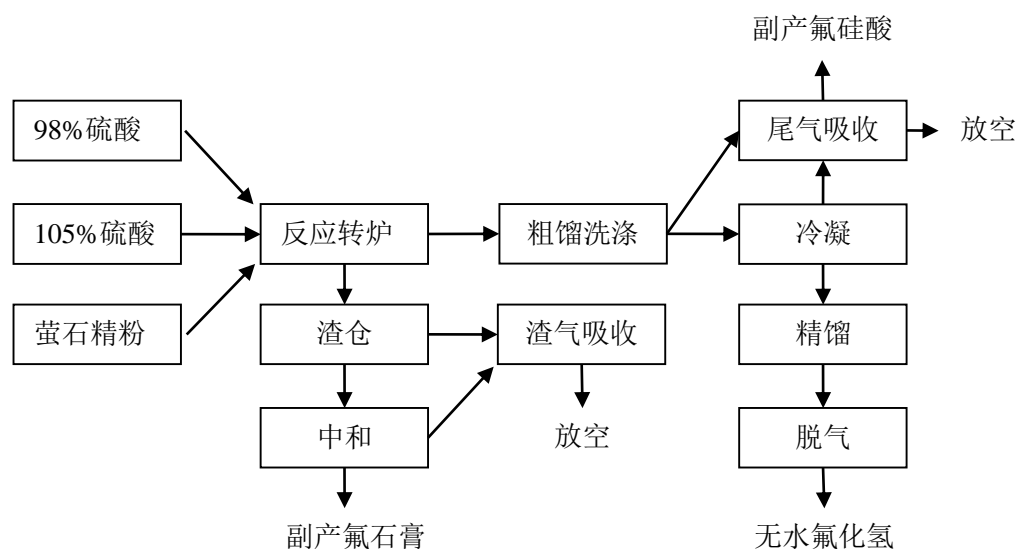 副产氟硅酸
98%硫酸
尾气吸收
放空
105%硫酸
反应转炉
粗馏洗涤
冷凝
萤石精粉
渣仓
渣气吸收
精馏
中和
放空
脱气
副产氟石膏
无水氟化氢